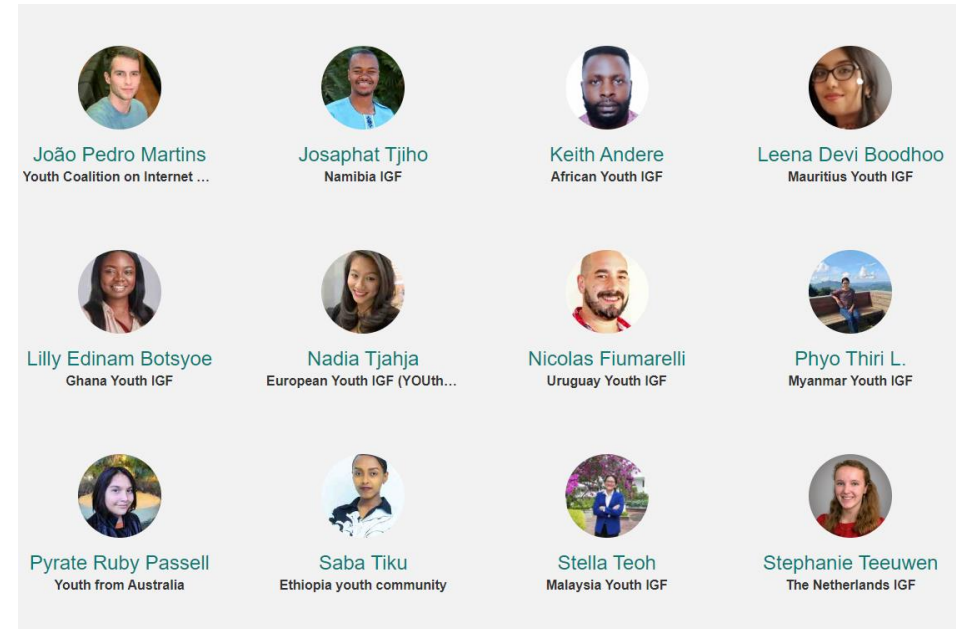 João Pedro Martins
Youth Coalition on Internet ...
Josaphat Tjiho
Namibia IGF
Keith Andere
African Youth IGF
Leena Devi Boodhoo
Mauritius Youth IGF
Lilly Edinam Botsyoe
Ghana Youth IGF
Nadia Tjahja
European Youth IGF (YOUth...
Nicolas Fiumarelli
Uruguay Youth IGF
Phyo Thiri L.
Myanmar Youth IGF
Pyrate Ruby Passell
Youth from Australia
Saba Tiku
Ethiopia youth community
Stella Teoh
Malaysia Youth IGF
Stephanie Teeuwen
The Netherlands IGF